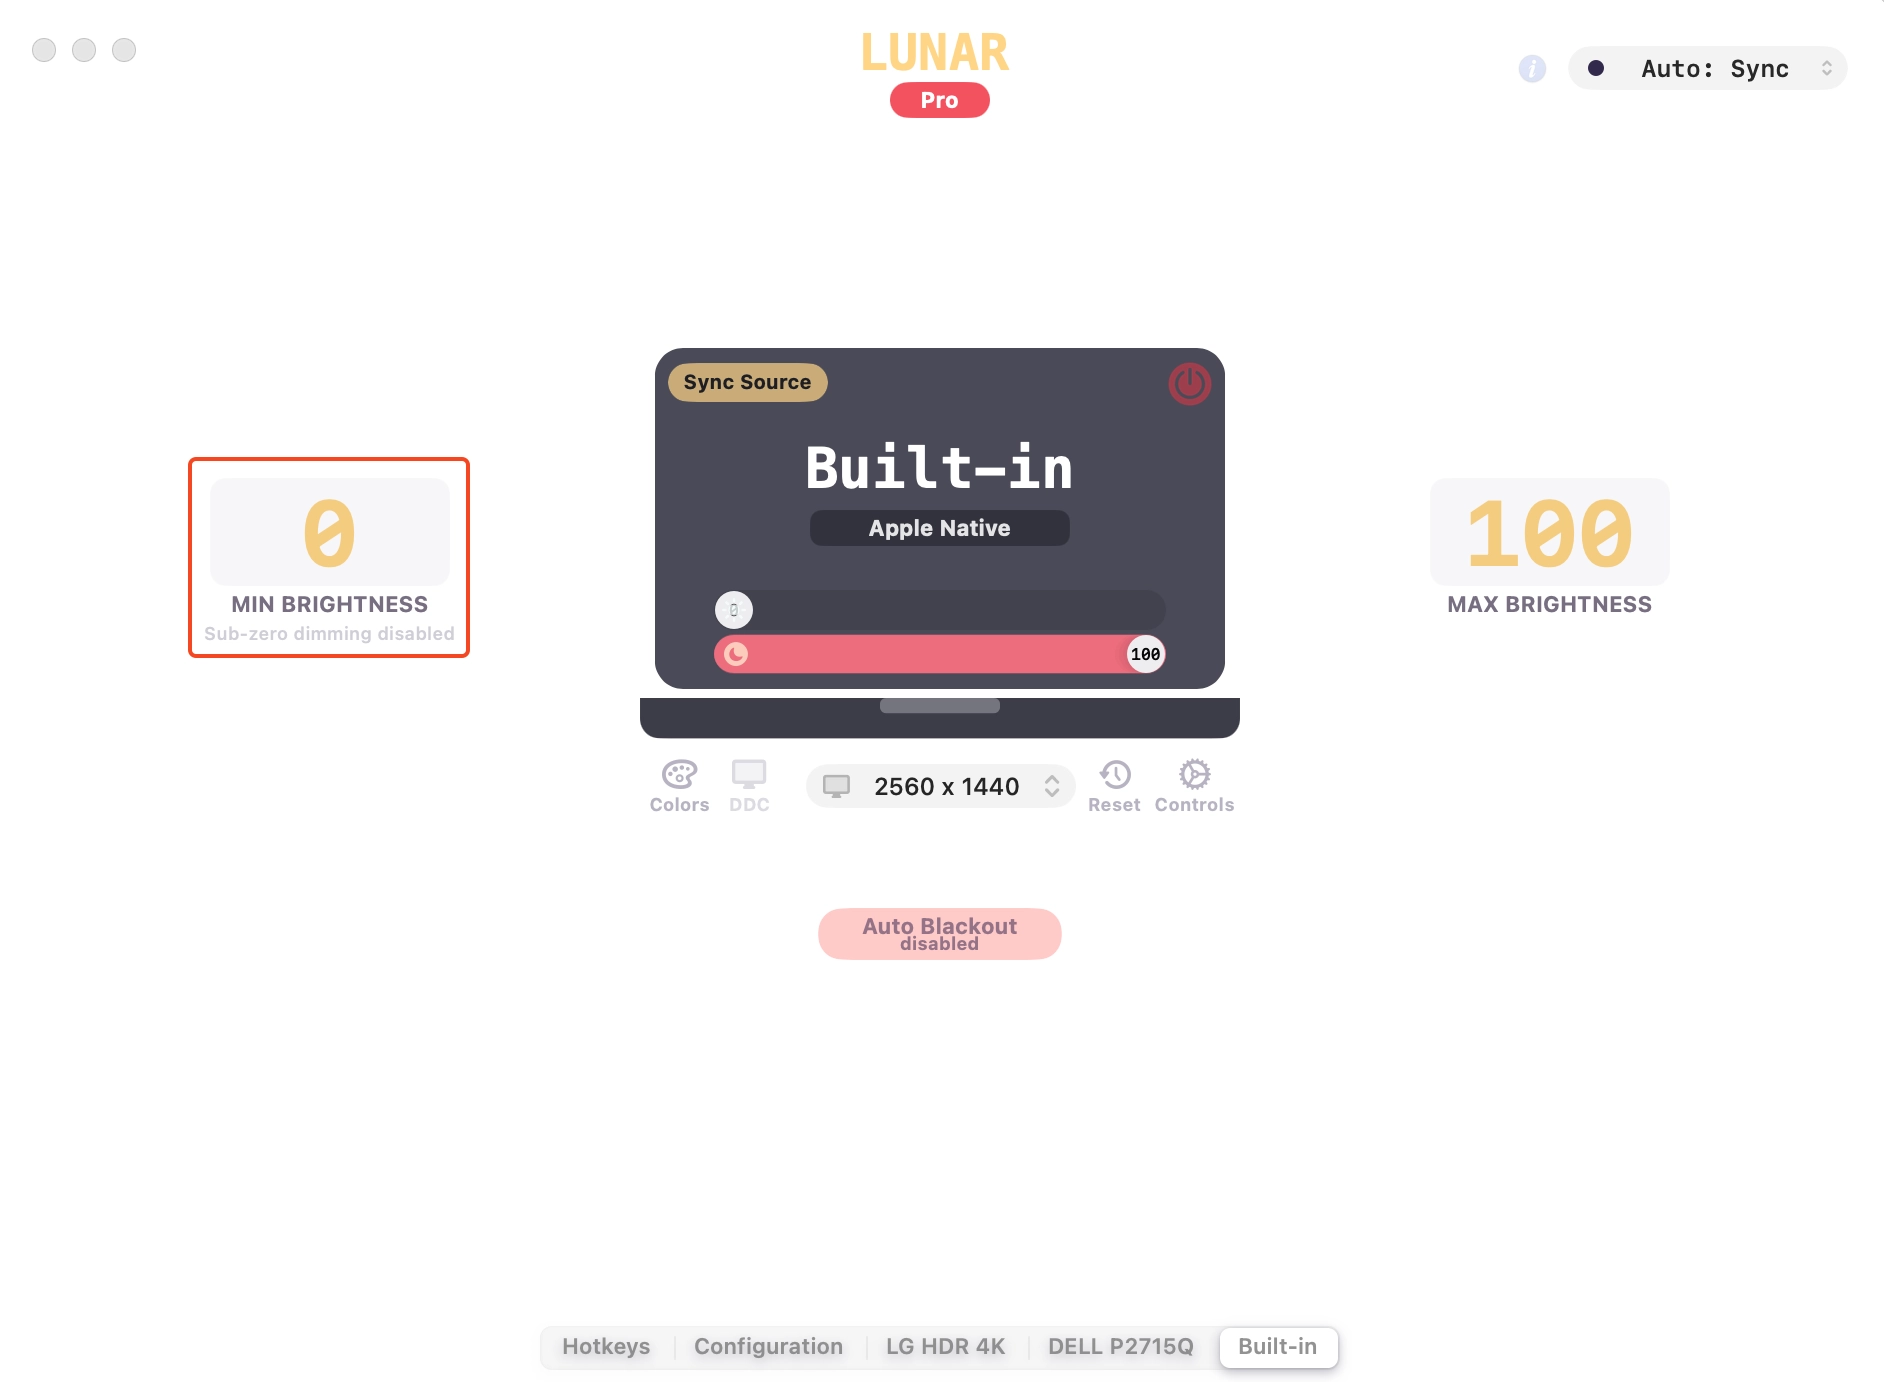 LUNAR
Pro
Auto: Sync
Sync Source
Built-in
Apple Native
0
MIN BRIGHTNESS
Sub-zero dimming disabled
100
MAX BRIGHTNESS
0
100
Colors
DDC
2560 x 1440
Reset
Controls
Auto Blackout
disabled
Hotkeys
Configuration
LG HDR 4K
DELL P2715Q
Built-in